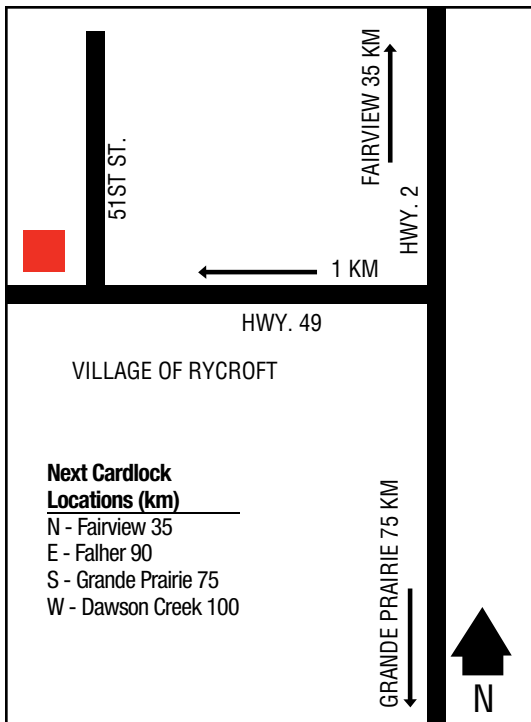 FAIRVIEW 35 KM
51ST ST.
HWY. 2
1 KM
HWY. 49
VILLAGE OF RYCROFT
Next Cardlock
Locations (km)
N - Fairview 35
E - Falher 90
S - Grande Prairie 75
W - Dawson Creek 100
GRANDE PRAIRIE 75 KM
N